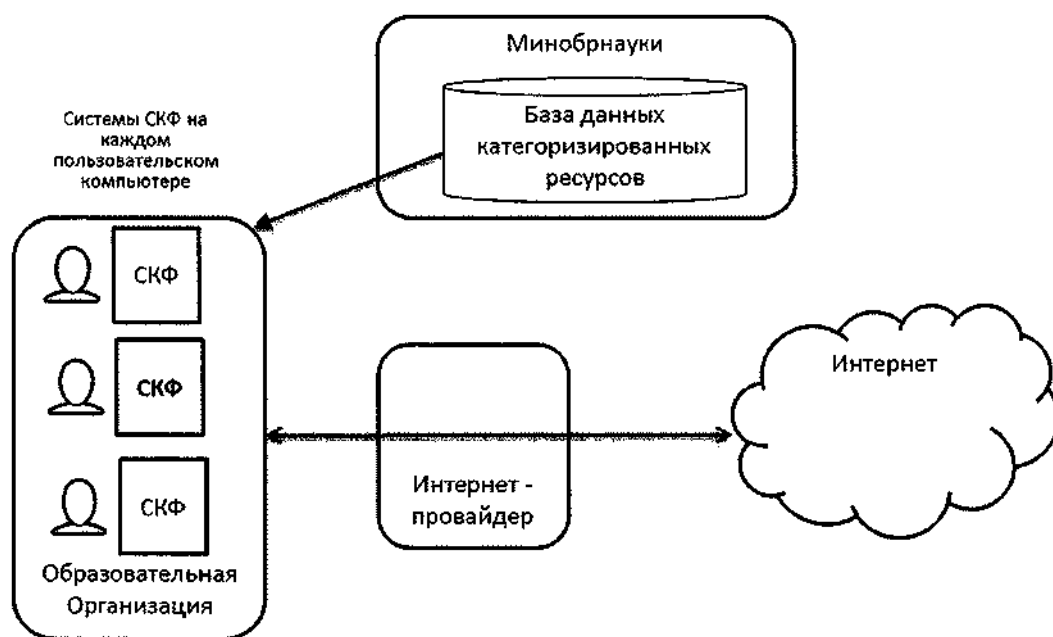 Минобрнауки
База данных
категоризированных
ресурсов
Системы СКФ на
каждом
пользовательском
компьютере
СКФ
СКФ
СКФ
Образовательная
Организация
Интернет -
провайдер
Интернет